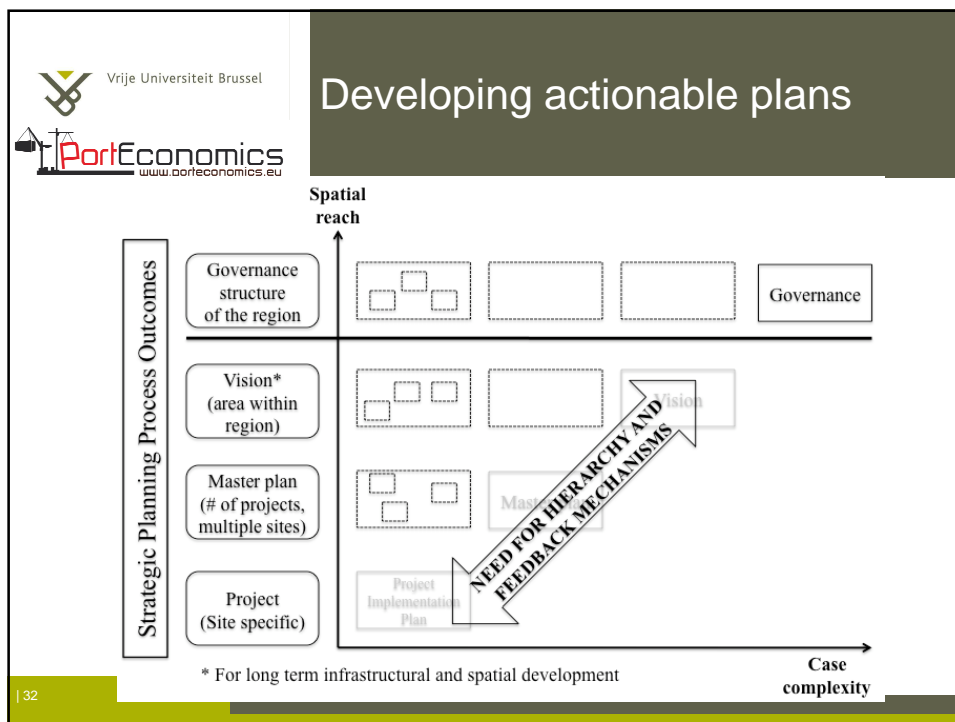 Vrije Universiteit Brussel
Developing actionable plans
PortEconomics
www.porteconomics.eu
Spatial
reach
Strategic Planning Process Outcomes
Governance
structure
of the region
Governance
Vision*
(area within
region)
Vision
Master plan
(# of projects,
multiple sites)
NEED FOR HIERARCHY AND
FEEDBACK MECHANISMS
Project
(Site specific)
Project
Implementation
Plan
* For long term infrastructural and spatial development
Case
complexity
| 32